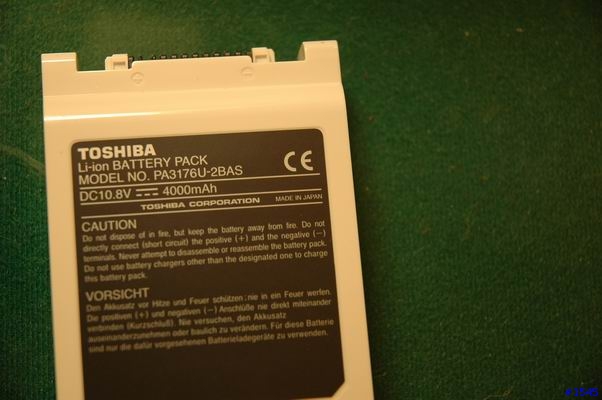 TOSHIBA
Li-ion BATTERY PACK
MODEL NO. PA3176U-2BAS
DC10.8V 4000mAh
TOSHIBA CORPORATION MADE IN JAPAN
CE
CAUTION
Do not dispose of in fire, but keep the battery away from fire. Do not
directly connect (short circuit) the positive (+) and the negative (−)
terminals. Never attempt to disassemble or reassemble the battery pack.
Do not use battery chargers other than the designated one to charge
this battery pack.
VORSICHT
Den Akkusatz vor Hitze und Feuer schützen:nie in ein Feuer werfen.
Die positiven (+) und negativen (−) Anschlüße nie direkt miteinander
verbinden (Kurzschluß). Nie versuchen, den Akkusatz
auseinanderzunehmen oder baulich zu verändern. Für diese Batterie
sind nur die dafür vorgesehenen Batterieladegeräte zu verwenden.